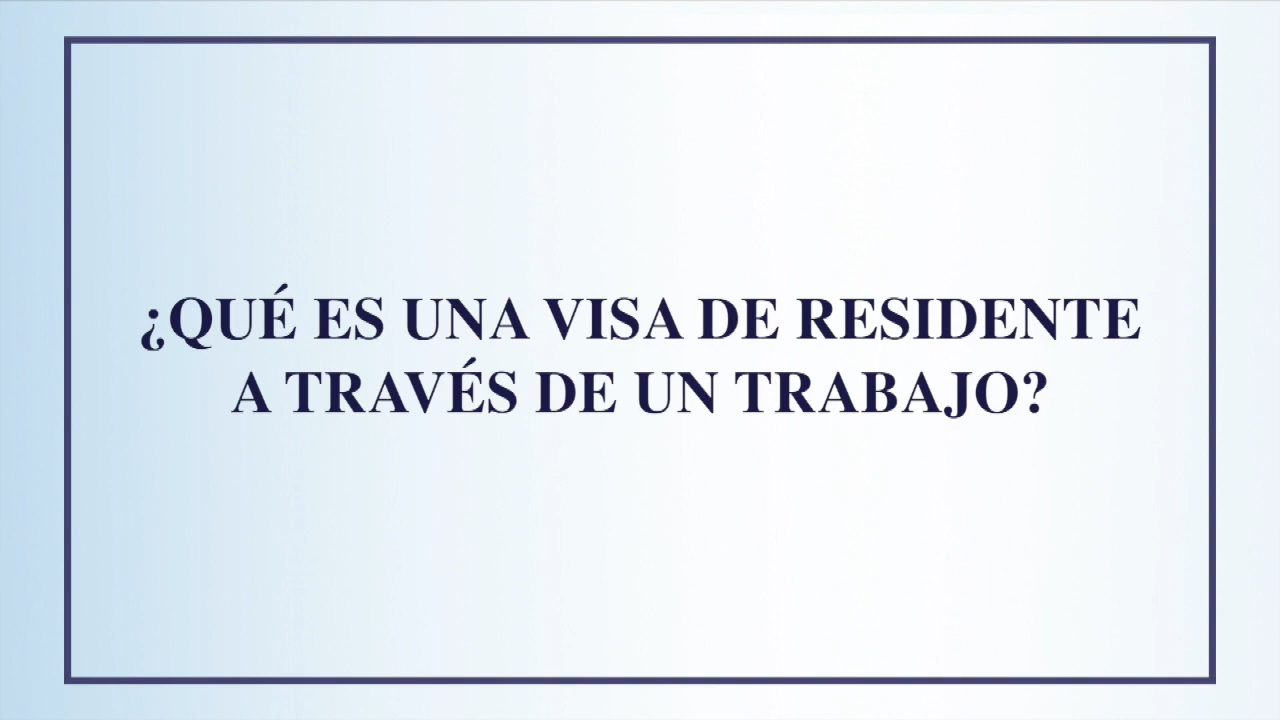 ¿QUÉ ES UNA VISA DE RESIDENTE
A TRAVÉS DE UN TRABAJO?